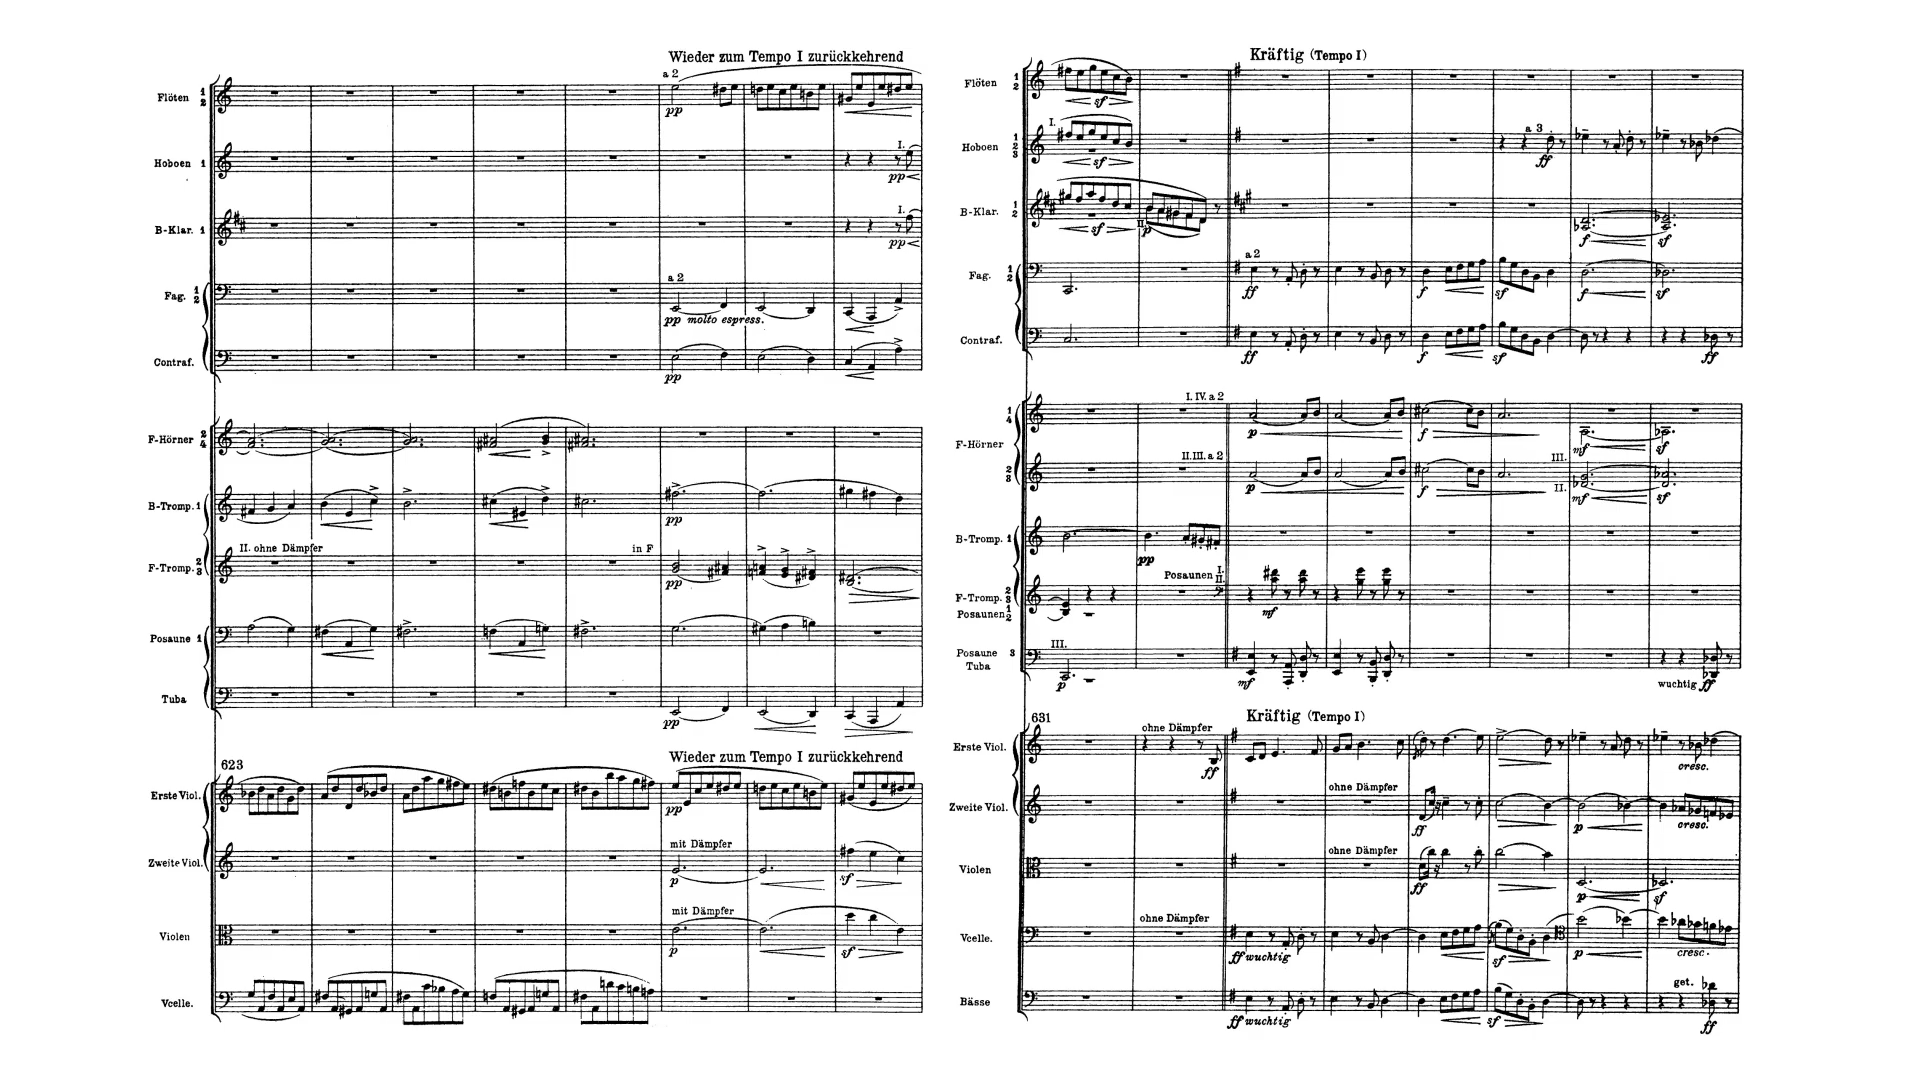 Wieder zum Tempo I zurückkehrend
a 2
Flöten 1 2
pp
I.
Hoboen 1
pp
I.
B-Klar. 1
pp
a 2
Fag. 1 2
pp molto espress.
Contraf.
pp
F-Hörner 2 4
B-Tromp. 1
pp
II. ohne Dämpfer
in F
F-Tromp. 2 3
pp
Posaune 1
Tuba
pp
Wieder zum Tempo I zurückkehrend
623
Erste Viol.
pp
mit Dämpfer
Zweite Viol.
p
sf
mit Dämpfer
Violen
p
sf
Vcelle.
Kräftig (Tempo I)
Flöten 1 2
sf
I.
a 3
Hoboen 1 2 3
sf
ff
B-Klar. 1 2
sf
II.
p
f
sf
a 2
Fag. 1 2
ff
f
sf
f
sf
Contraf.
ff
f
sf
ff
I. IV. a 2
1 4
p
f
mf
sf
F-Hörner
II. III. a 2
III.
2 3
p
f
II.
mf
sf
B-Tromp. 1
pp
Posaunen I. II.
F-Tromp. 2 3
Posaunen 1 2
mf
III.
Posaune 3
Tuba
p
mf
wuchtig ff
631
Kräftig (Tempo I)
ohne Dämpfer
Erste Viol.
ff
cresc.
ohne Dämpfer
Zweite Viol.
ff
p
cresc.
ohne Dämpfer
Violen
ff
p
sf
ohne Dämpfer
Vcelle.
ff wuchtig
sf
p
cresc.
get.
Bässe
ff wuchtig
sf
ff